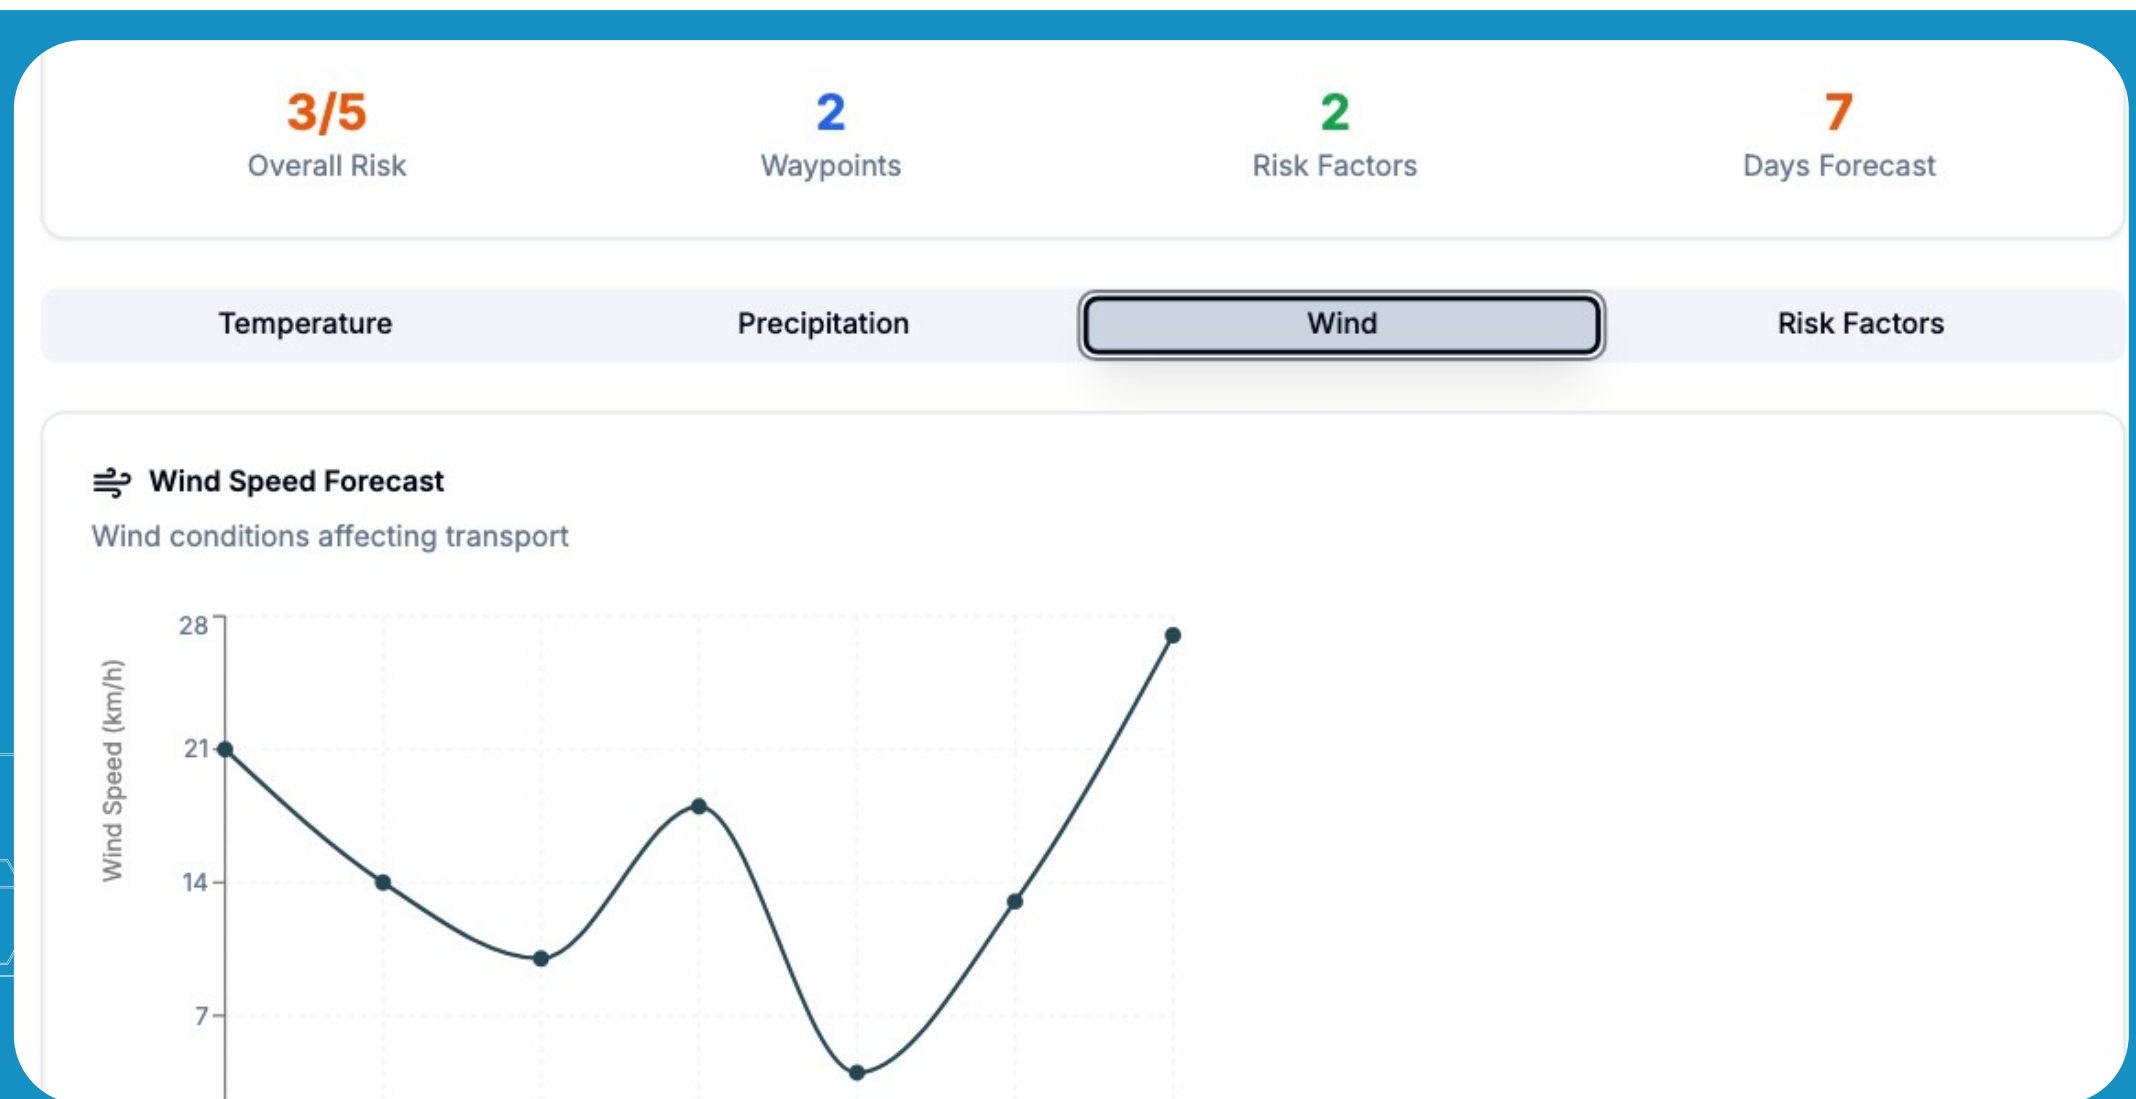 3/5 2 2 7
Overall Risk Waypoints Risk Factors Days Forecast
Temperature Precipitation Wind Risk Factors
Wind Speed Forecast
Wind conditions affecting transport
Wind Speed (km/h)
28
21
14
7